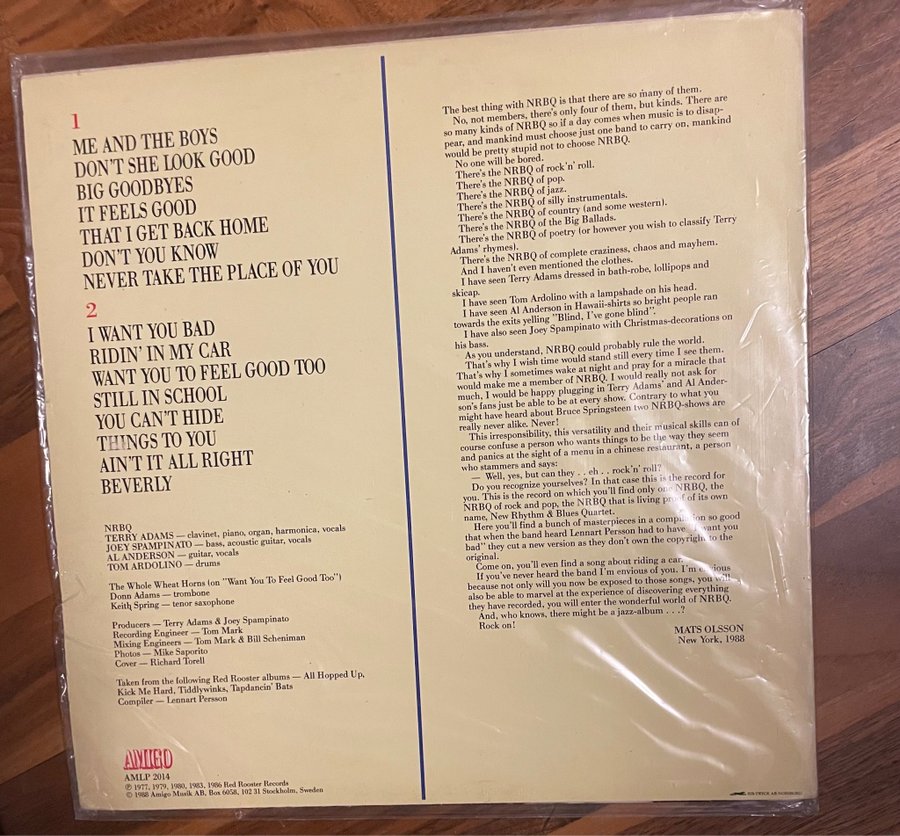 1
ME AND THE BOYS
DON'T SHE LOOK GOOD
BIG GOODBYES
IT FEELS GOOD
THAT I GET BACK HOME
DON'T YOU KNOW
NEVER TAKE THE PLACE OF YOU
2
I WANT YOU BAD
RIDIN' IN MY CAR
WANT YOU TO FEEL GOOD TOO
STILL IN SCHOOL
YOU CAN'T HIDE
THINGS TO YOU
AIN'T IT ALL RIGHT
BEVERLY
NRBQ
TERRY ADAMS — clavinet, piano, organ, harmonica, vocals
JOEY SPAMPINATO — bass, acoustic guitar, vocals
AL ANDERSON — guitar, vocals
TOM ARDOLINO — drums
The Whole Wheat Horns (on "Want You To Feel Good Too")
Donn Adams — trombone
Keith Spring — tenor saxophone
Producers — Terry Adams & Joey Spampinato
Recording Engineer — Tom Mark
Mixing Engineers — Tom Mark & Bill Scheniman
Photos — Mike Saporito
Cover — Richard Torell
Taken from the following Red Rooster albums — All Hopped Up,
Kick Me Hard, Tiddlywinks, Tapdancin' Bats
Compiler — Lennart Persson
AMIGO
AMLP 2014
℗ 1977, 1979, 1980, 1983, 1986 Red Rooster Records
© 1988 Amigo Musik AB, Box 6058, 102 31 Stockholm, Sweden
The best thing with NRBQ is that there are so many of them.
No, not members, there's only four of them, but kinds. There are
so many kinds of NRBQ so if a day comes when music is to disap-
pear, and mankind must choose just one band to carry on, mankind
would be pretty stupid not to choose NRBQ.
No one will be bored.
There's the NRBQ of rock'n' roll.
There's the NRBQ of pop.
There's the NRBQ of jazz.
There's the NRBQ of silly instrumentals.
There's the NRBQ of country (and some western).
There's the NRBQ of the Big Ballads.
There's the NRBQ of poetry (or however you wish to classify Terry
Adams' rhymes).
There's the NRBQ of complete craziness, chaos and mayhem.
And I haven't even mentioned the clothes.
I have seen Terry Adams dressed in bath-robe, lollipops and
skicap.
I have seen Tom Ardolino with a lampshade on his head.
I have seen Al Anderson in Hawaii-shirts so bright people ran
towards the exits yelling "Blind, I've gone blind".
I have also seen Joey Spampinato with Christmas-decorations on
his bass.
As you understand, NRBQ could probably rule the world.
That's why I wish time would stand still every time I see them.
That's why I sometimes wake at night and pray for a miracle that
would make me a member of NRBQ. I would really not ask for
much, I would be happy plugging in Terry Adams' and Al Ander-
son's fans just be able to be at every show. Contrary to what you
might have heard about Bruce Springsteen two NRBQ-shows are
really never alike. Never!
This irresponsibility, this versatility and their musical skills can of
course confuse a person who wants things to be the way they seem
and panics at the sight of a menu in a chinese restaurant, a person
who stammers and says:
— Well, yes, but can they . . eh . . rock'n' roll?
Do you recognize yourselves? In that case this is the record for
you. This is the record on which you'll find only one NRBQ, the
NRBQ of rock and pop, the NRBQ that is living proof of its own
name, New Rhythm & Blues Quartet.
Here you'll find a bunch of masterpieces in a compilation so good
that when the band heard Lennart Persson had to have "I want you
bad" they cut a new version as they don't own the copyright to the
original.
Come on, you'll even find a song about riding a car.
If you've never heard the band I'm envious of you. I'm envious
because not only will you now be exposed to those songs, you will
also be able to marvel at the experience of discovering everything
they have recorded, you will enter the wonderful world of NRBQ.
And, who knows, there might be a jazz-album . . .?
Rock on!
MATS OLSSON
New York, 1988